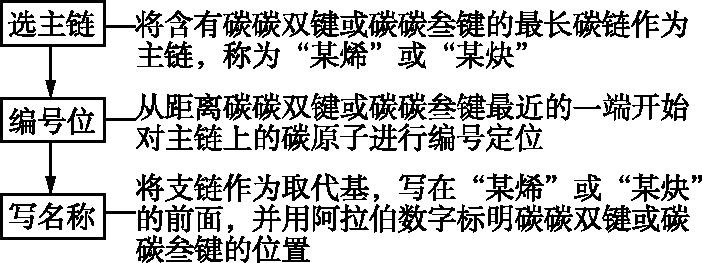 选主链
将含有碳碳双键或碳碳叁键的最长碳链作为
主链，称为“某烯”或“某炔”
编号位
从距离碳碳双键或碳碳叁键最近的一端开始
对主链上的碳原子进行编号定位
写名称
将支链作为取代基，写在“某烯”或“某炔”
的前面，并用阿拉伯数字标明碳碳双键或碳
碳叁键的位置